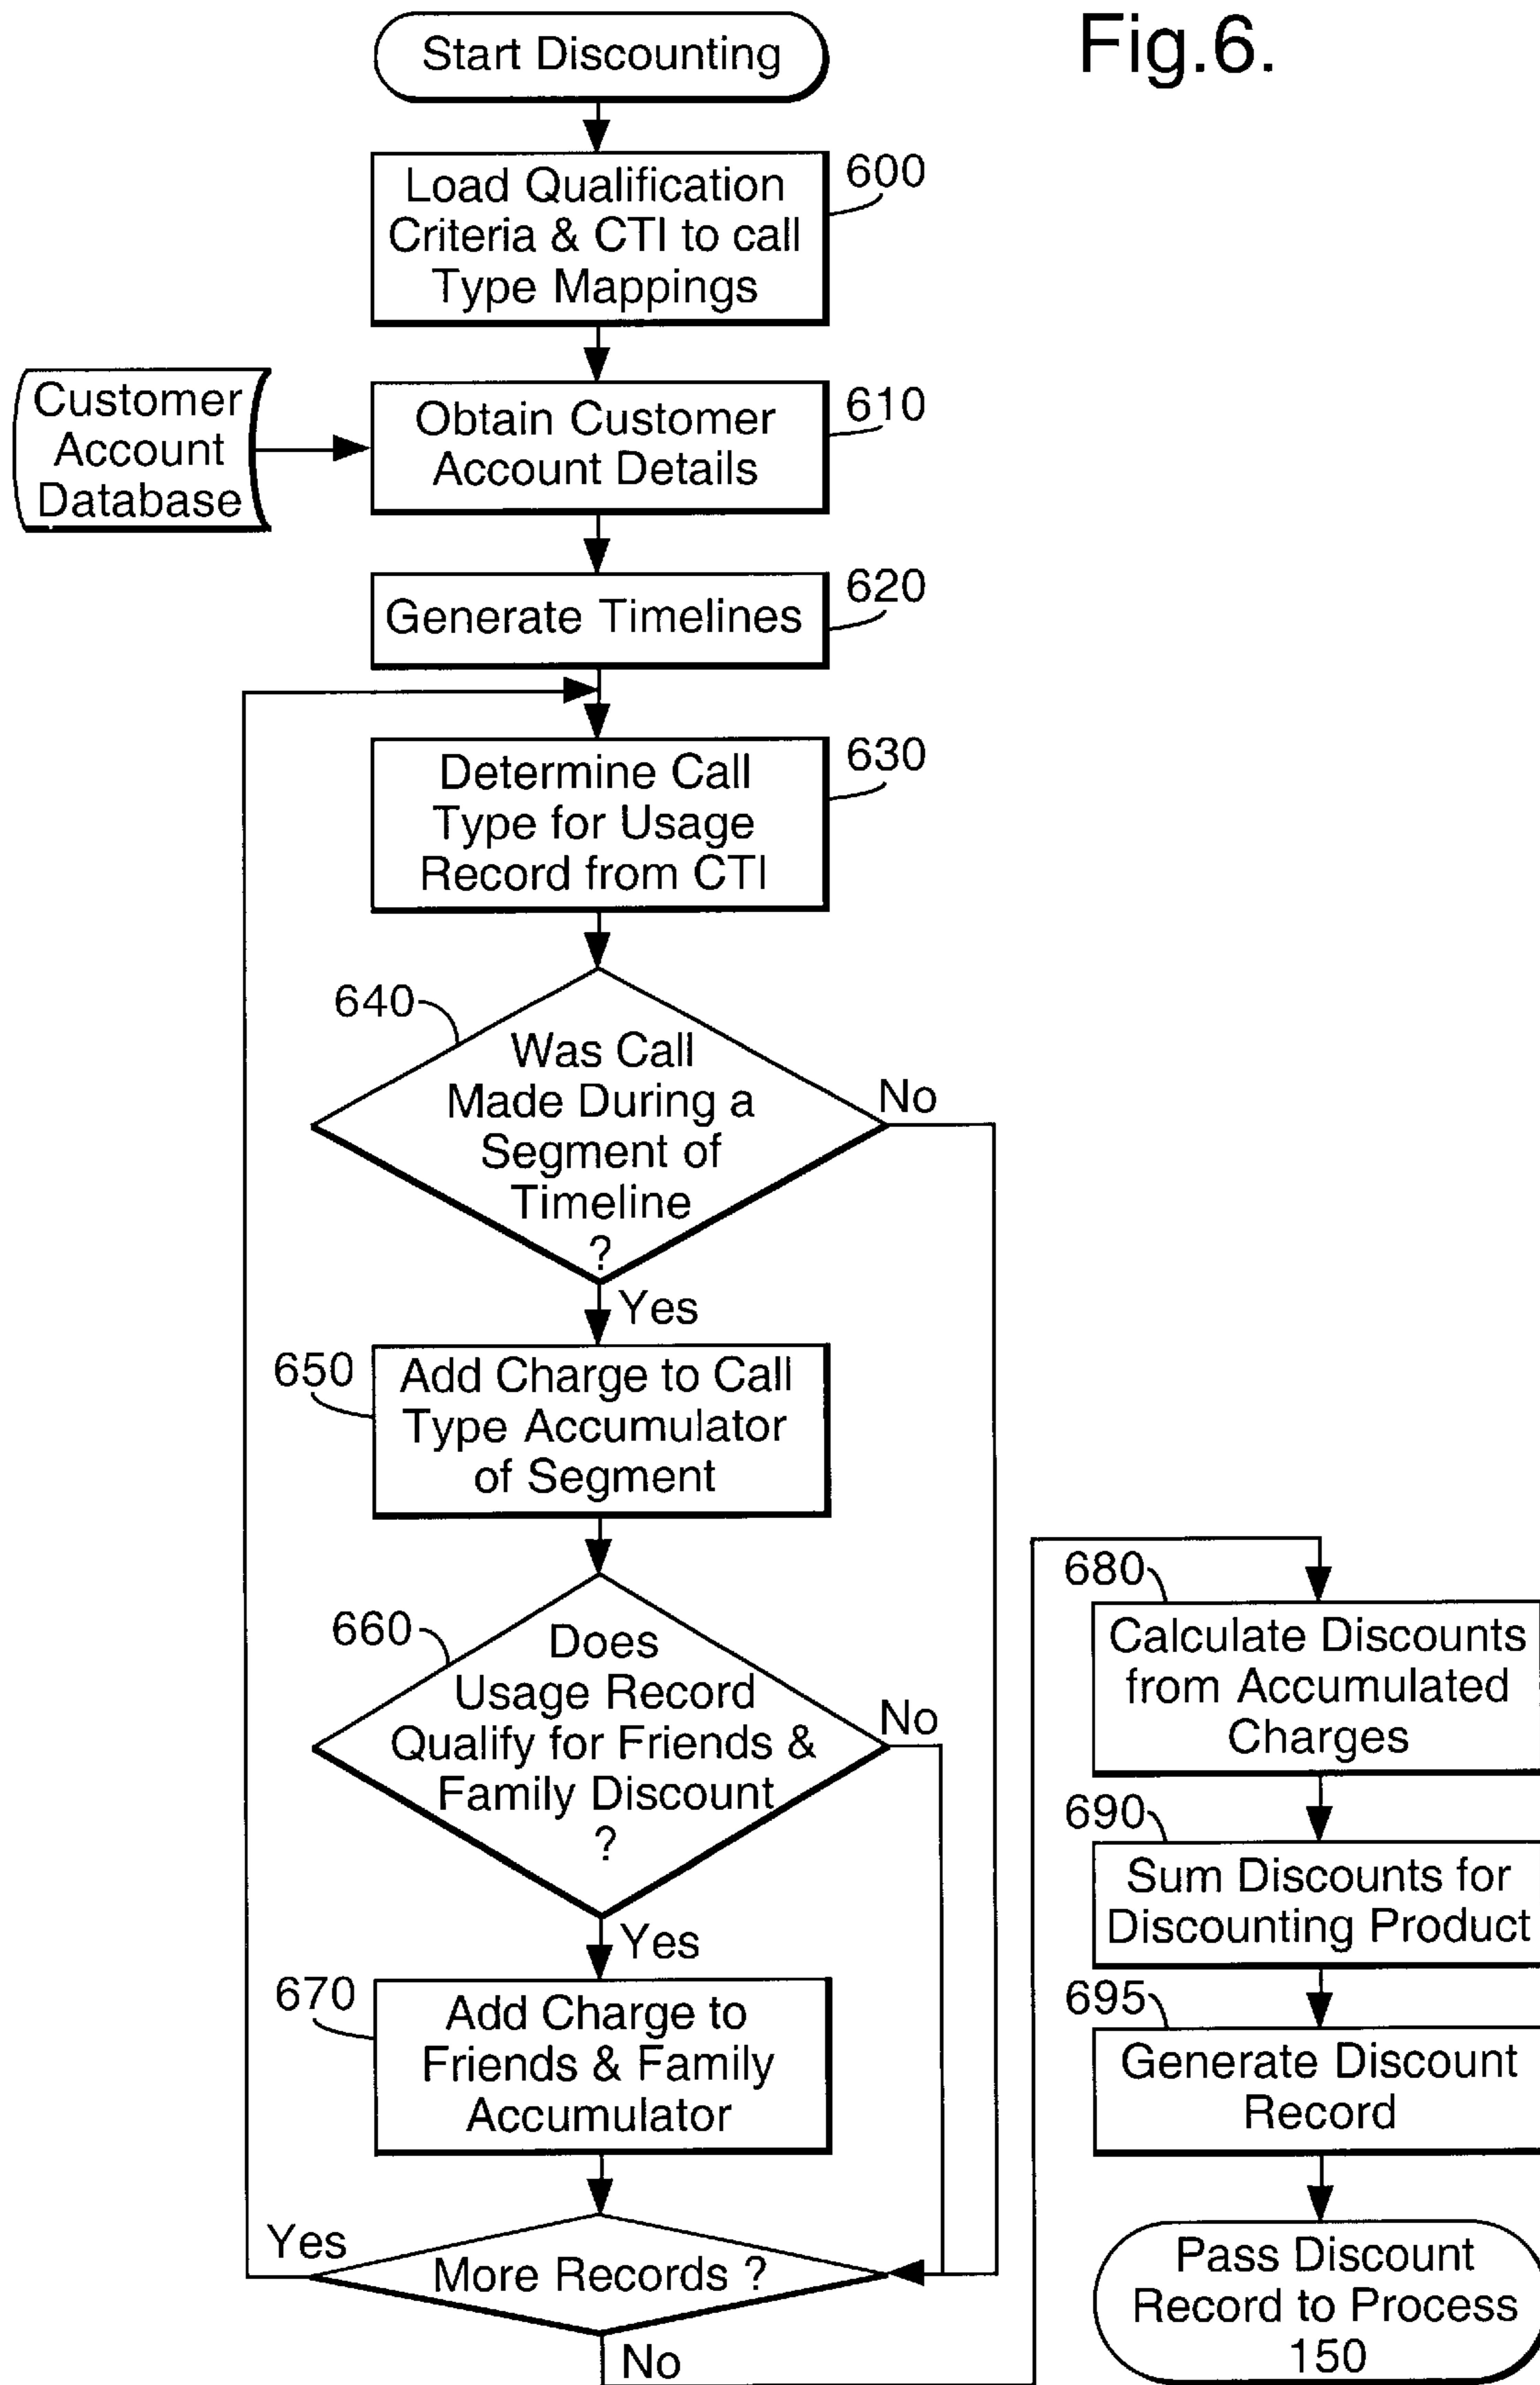 Fig.6.
Start Discounting
600
Load Qualification
Criteria & CTI to call
Type Mappings
Customer
Account
Database
610
Obtain Customer
Account Details
620
Generate Timelines
630
Determine Call
Type for Usage
Record from CTI
640
Was Call
Made During a
Segment of
Timeline
?
No
Yes
650
Add Charge to Call
Type Accumulator
of Segment
660
Does
Usage Record
Qualify for Friends &
Family Discount
?
No
Yes
670
Add Charge to
Friends & Family
Accumulator
Yes
More Records ?
No
680
Calculate Discounts
from Accumulated
Charges
690
Sum Discounts for
Discounting Product
695
Generate Discount
Record
Pass Discount
Record to Process
150